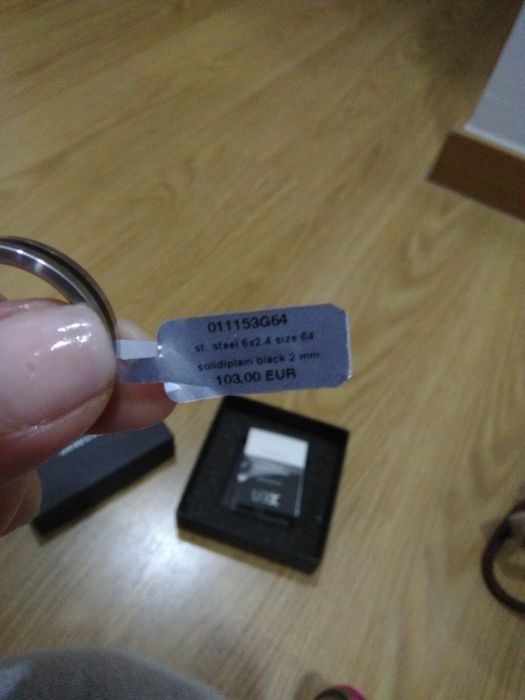 011153G64
st. steel 6x2.4 size 64
solid/plain black 2 mm
103.00 EUR